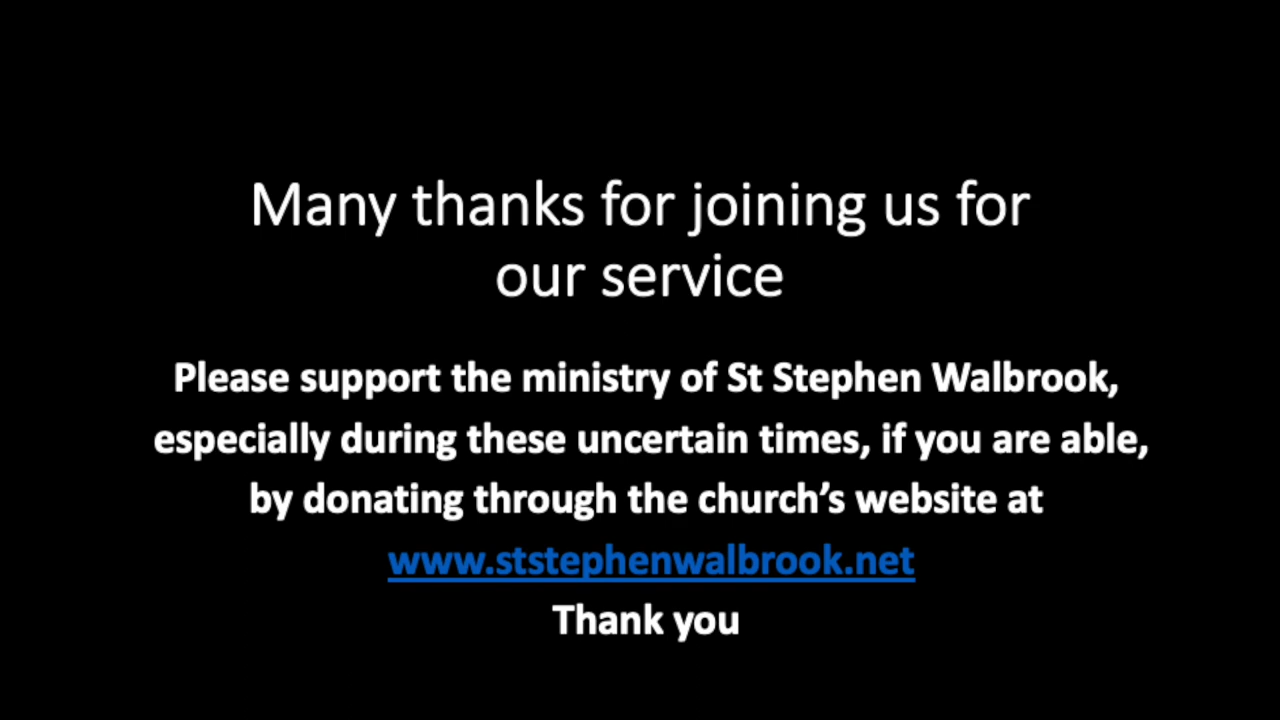 Many thanks for joining us for
our service
Please support the ministry of St Stephen Walbrook,
especially during these uncertain times, if you are able,
by donating through the church’s website at
www.ststephenwalbrook.net
Thank you